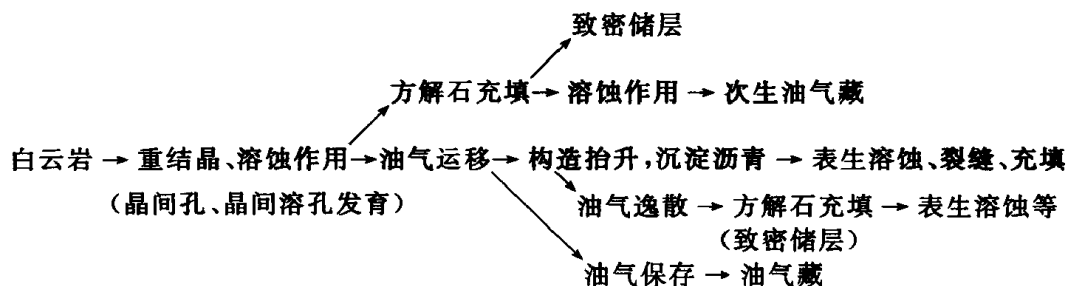 致密储层
方解石充填→溶蚀作用→次生油气藏
白云岩→重结晶、溶蚀作用→油气运移→构造抬升,沉淀沥青→表生溶蚀、裂缝、充填
(晶间孔、晶间溶孔发育)
油气逸散→方解石充填→表生溶蚀等
(致密储层)
油气保存→油气藏